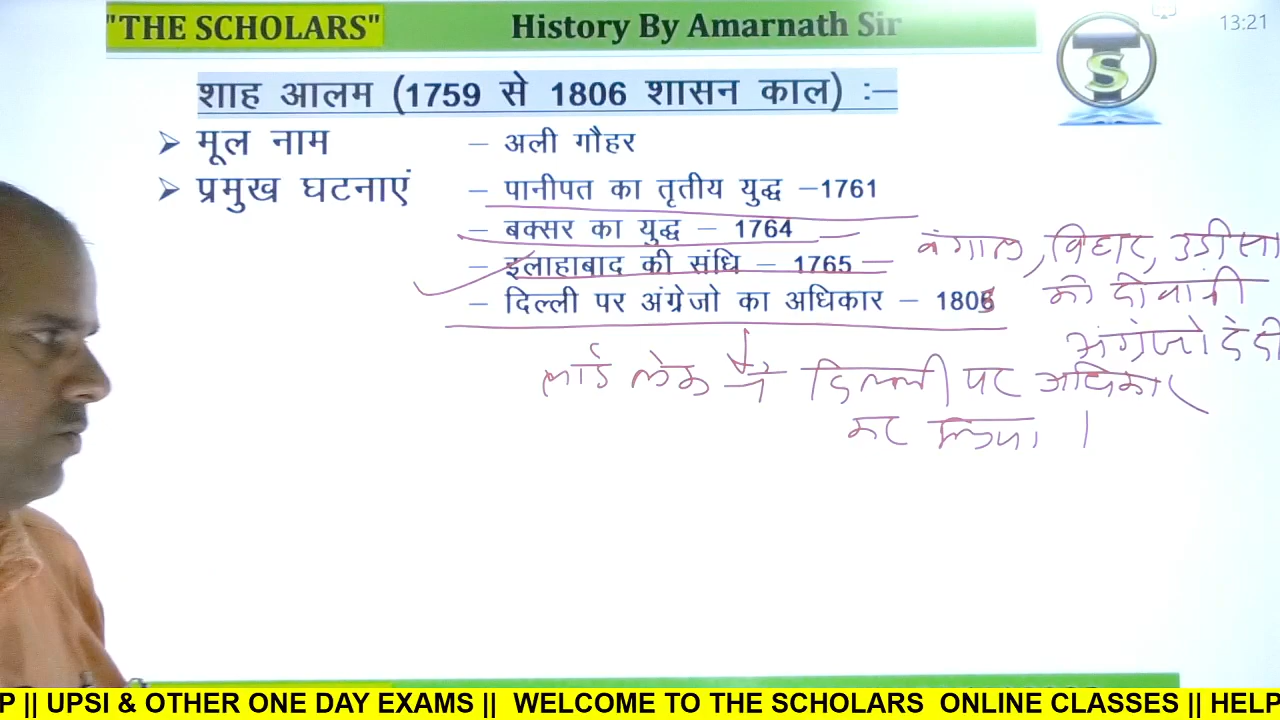 "THE SCHOLARS" History By Amarnath Sir
13:21
TS
शाह आलम (1759 से 1806 शासन काल) :–
➢ मूल नाम – अली गौहर
➢ प्रमुख घटनाएं – पानीपत का तृतीय युद्ध –1761
– बक्सर का युद्ध – 1764
– इलाहाबाद की संधि – 1765
– दिल्ली पर अंग्रेजो का अधिकार – 180
बंगाल, बिहार, उडीसा
की दीवानी
अंग्रेजो दे दी
लार्ड लेक ने दिल्ली पर अधिकार
कर लिया ।
P || UPSI & OTHER ONE DAY EXAMS || WELCOME TO THE SCHOLARS ONLINE CLASSES || HELP